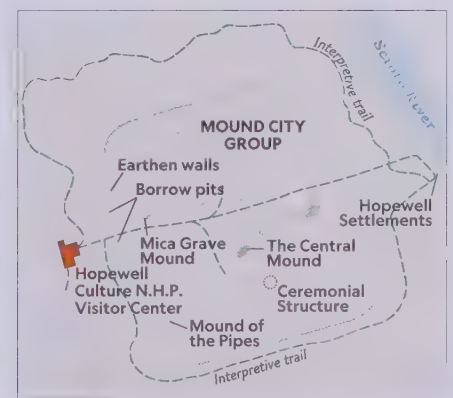 Interpretive trail
Scioto River
MOUND CITY
GROUP
Earthen walls
Borrow pits
Hopewell
Settlements
Mica Grave
Mound
The Central
Mound
Hopewell
Culture N.H.P.
Visitor Center
Ceremonial
Structure
Mound of
the Pipes
Interpretive trail